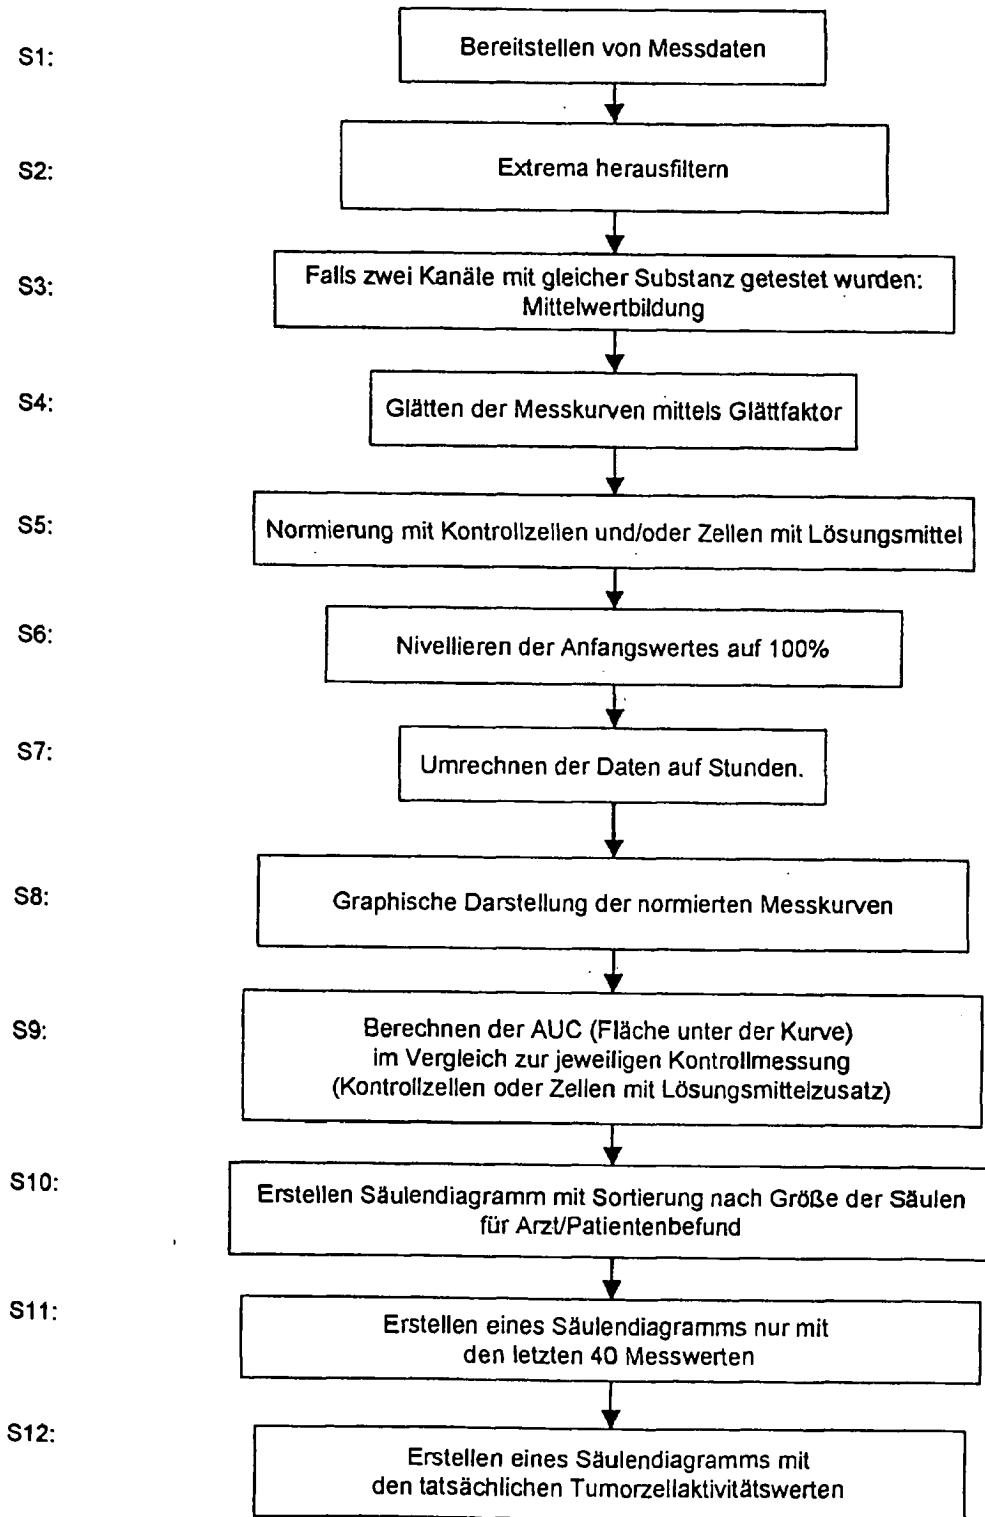 S1:
Bereitstellen von Messdaten
S2:
Extrema herausfiltern
S3:
Falls zwei Kanäle mit gleicher Substanz getestet wurden:
Mittelwertbildung
S4:
Glätten der Messkurven mittels Glättfaktor
S5:
Normierung mit Kontrollzellen und/oder Zellen mit Lösungsmittel
S6:
Nivellieren der Anfangswertes auf 100%
S7:
Umrechnen der Daten auf Stunden.
S8:
Graphische Darstellung der normierten Messkurven
S9:
Berechnen der AUC (Fläche unter der Kurve)
im Vergleich zur jeweiligen Kontrollmessung
(Kontrollzellen oder Zellen mit Lösungsmittelzusatz)
S10:
Erstellen Säulendiagramm mit Sortierung nach Größe der Säulen
für Arzt/Patientenbefund
S11:
Erstellen eines Säulendiagramms nur mit
den letzten 40 Messwerten
S12:
Erstellen eines Säulendiagramms mit
den tatsächlichen Tumorzellaktivitätswerten